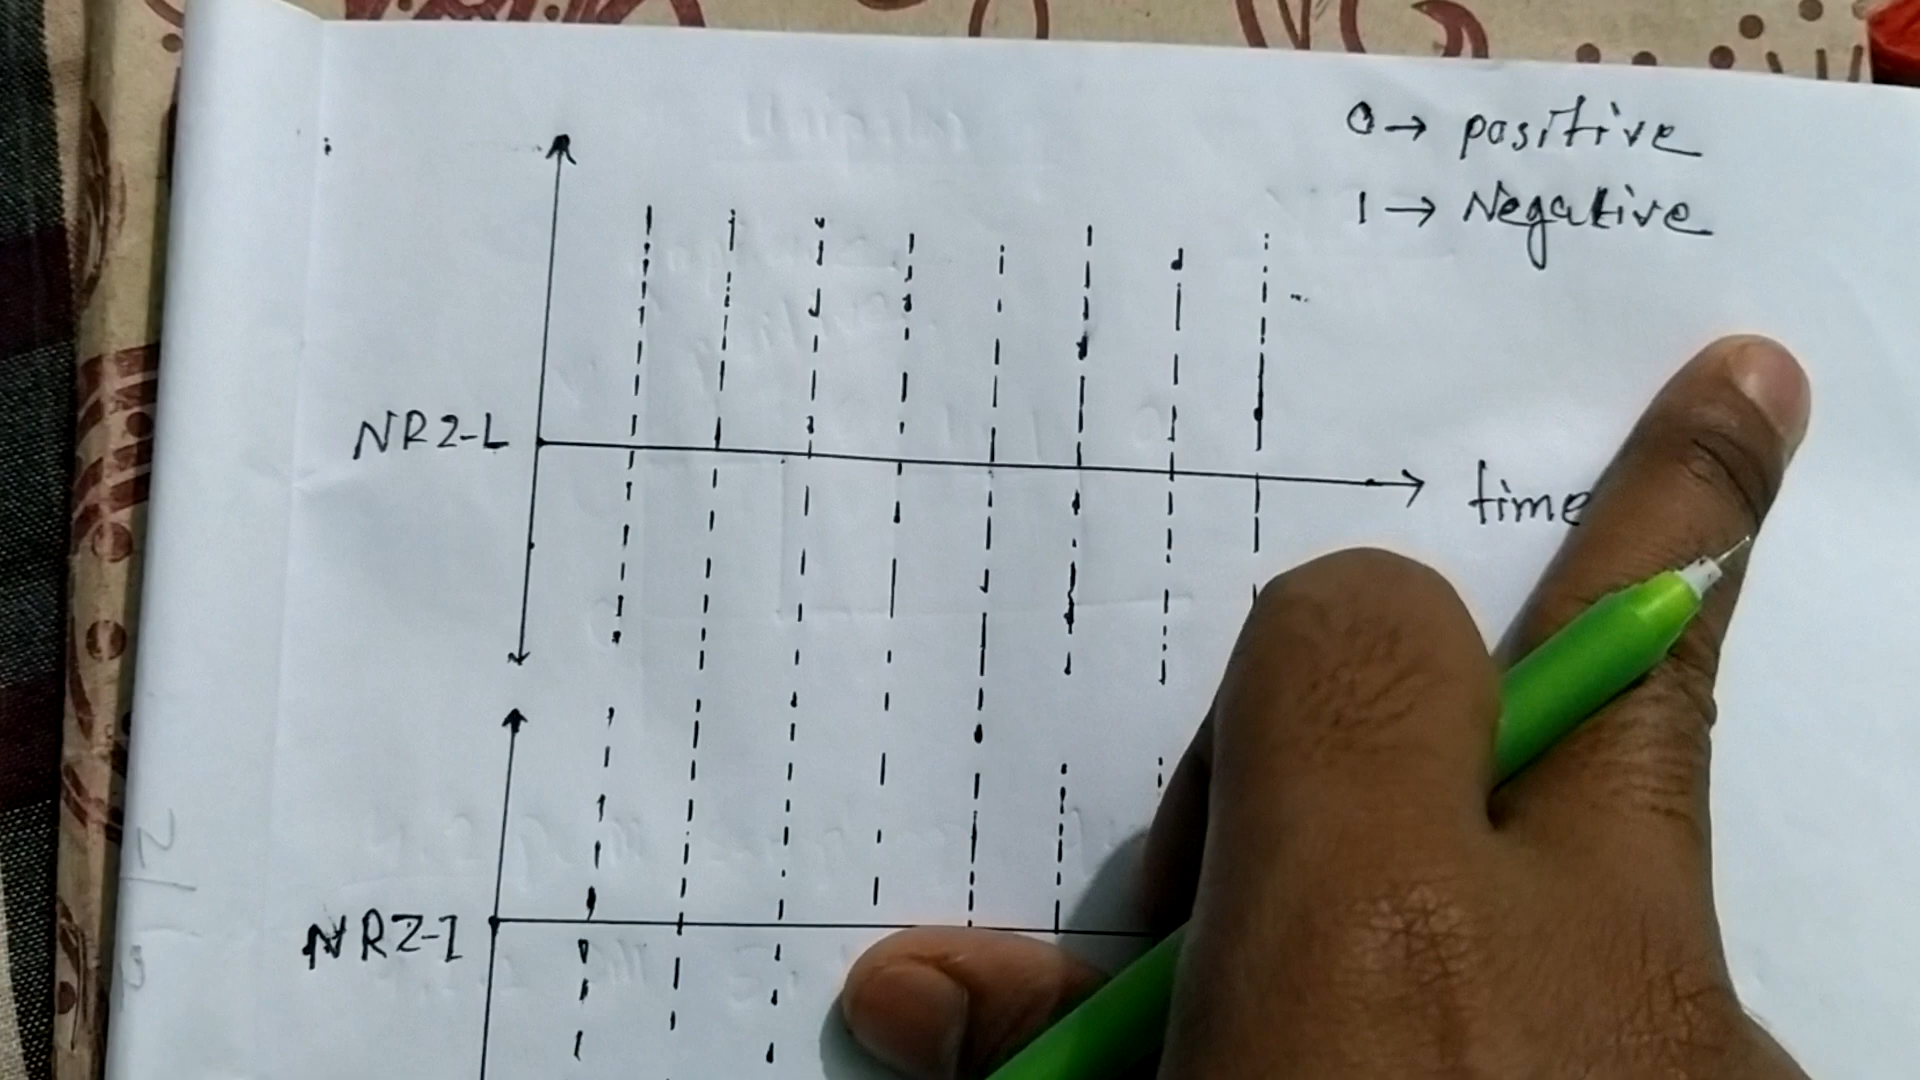 0→ positive
1→ Negative
NRZ-L
time
NRZ-I